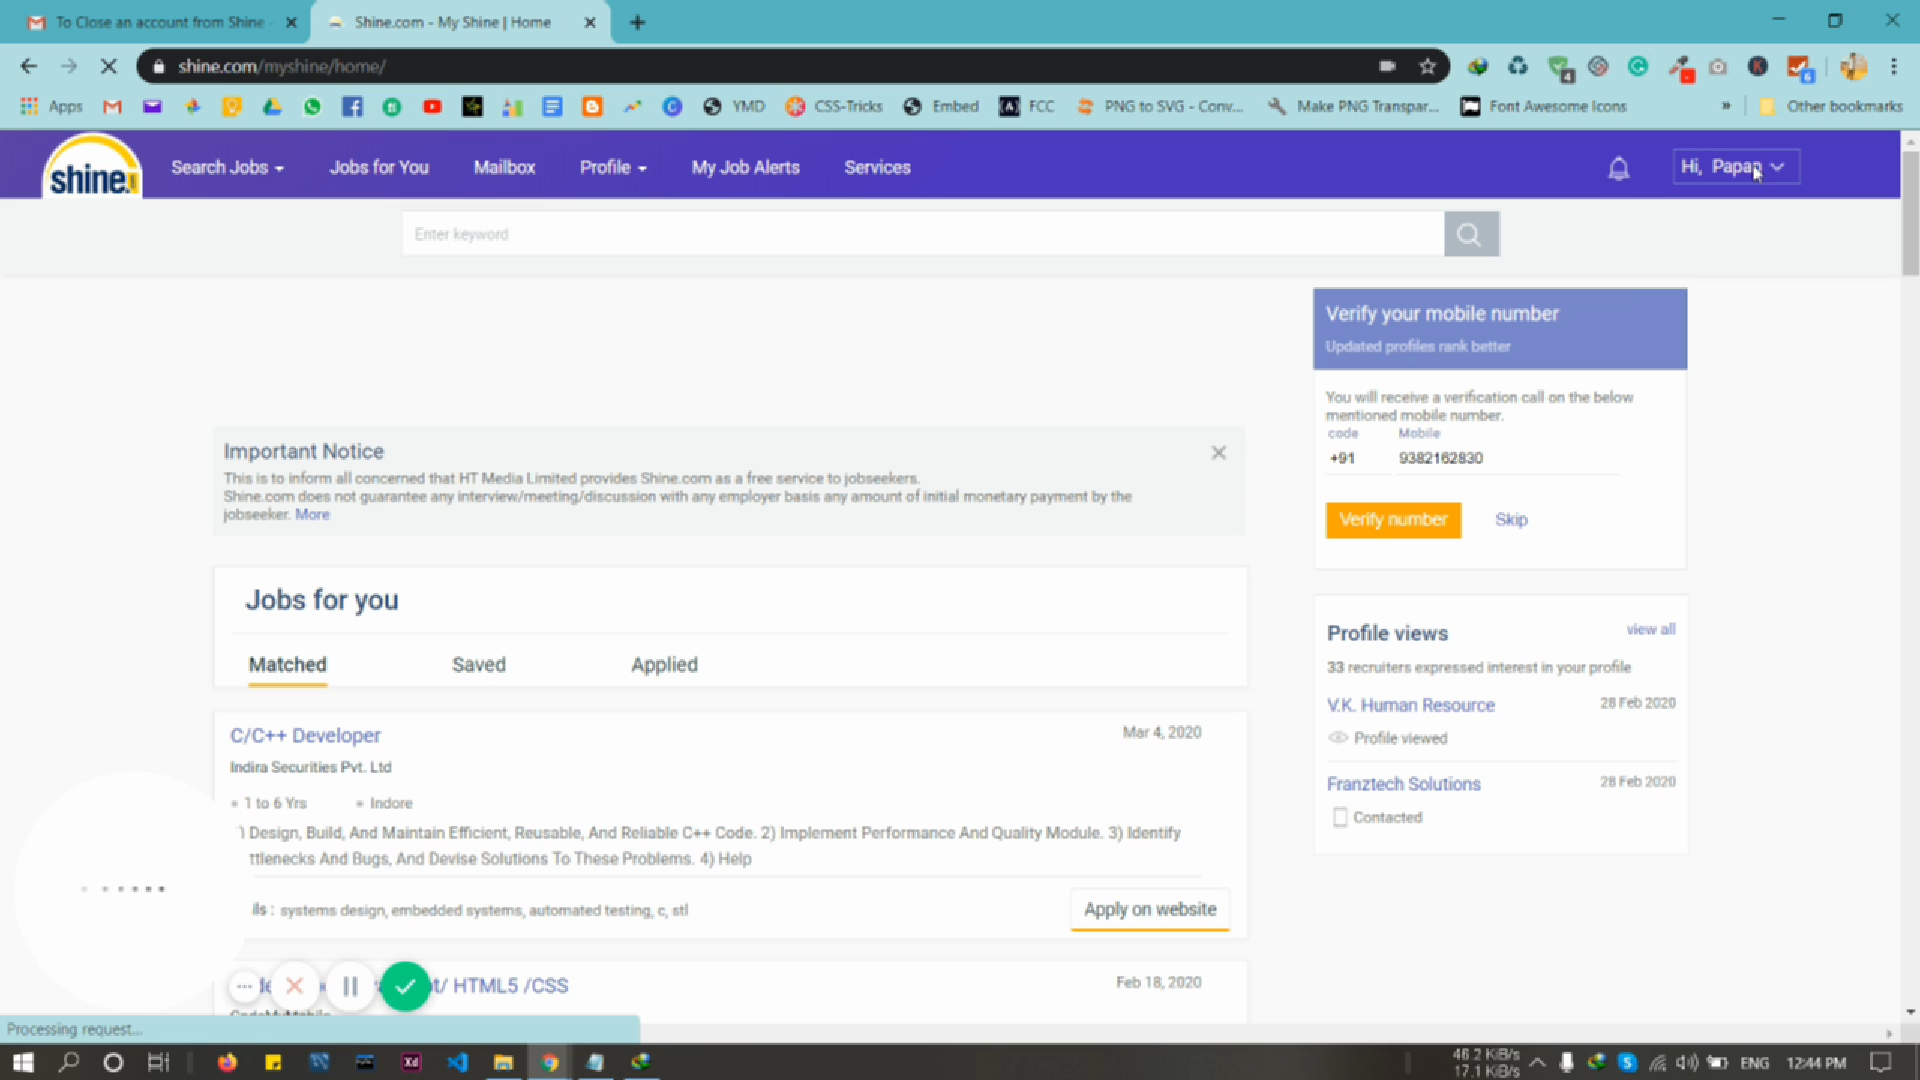 To Close an account from Shine
Shine.com - My Shine | Home
shine.com/myshine/home/
4
6
Apps
YMD
CSS-Tricks
Embed
FCC
PNG to SVG - Conv...
Make PNG Transpar...
Font Awesome Icons
»
Other bookmarks
shine.
Search Jobs
Jobs for You
Mailbox
Profile
My Job Alerts
Services
Hi, Papan
Enter keyword
Verify your mobile number
Updated profiles rank better
You will receive a verification call on the below
mentioned mobile number.
code Mobile
+91 9382162830
Verify number Skip
Important Notice
This is to inform all concerned that HT Media Limited provides Shine.com as a free service to jobseekers.
Shine.com does not guarantee any interview/meeting/discussion with any employer basis any amount of initial monetary payment by the
jobseeker. More
Jobs for you
Matched Saved Applied
Profile views view all
33 recruiters expressed interest in your profile
V.K. Human Resource 28 Feb 2020
Profile viewed
Franztech Solutions 28 Feb 2020
Contacted
C/C++ Developer Mar 4, 2020
Indira Securities Pvt. Ltd
1 to 6 Yrs Indore
) Design, Build, And Maintain Efficient, Reusable, And Reliable C++ Code. 2) Implement Performance And Quality Module. 3) Identify
ttlenecks And Bugs, And Devise Solutions To These Problems. 4) Help
lls : systems design, embedded systems, automated testing, c, stl
Apply on website
t/ HTML5 /CSS Feb 18, 2020
Processing request...
Xd
46.2 KiB/s
17.1 KiB/s
ENG
12:44 PM